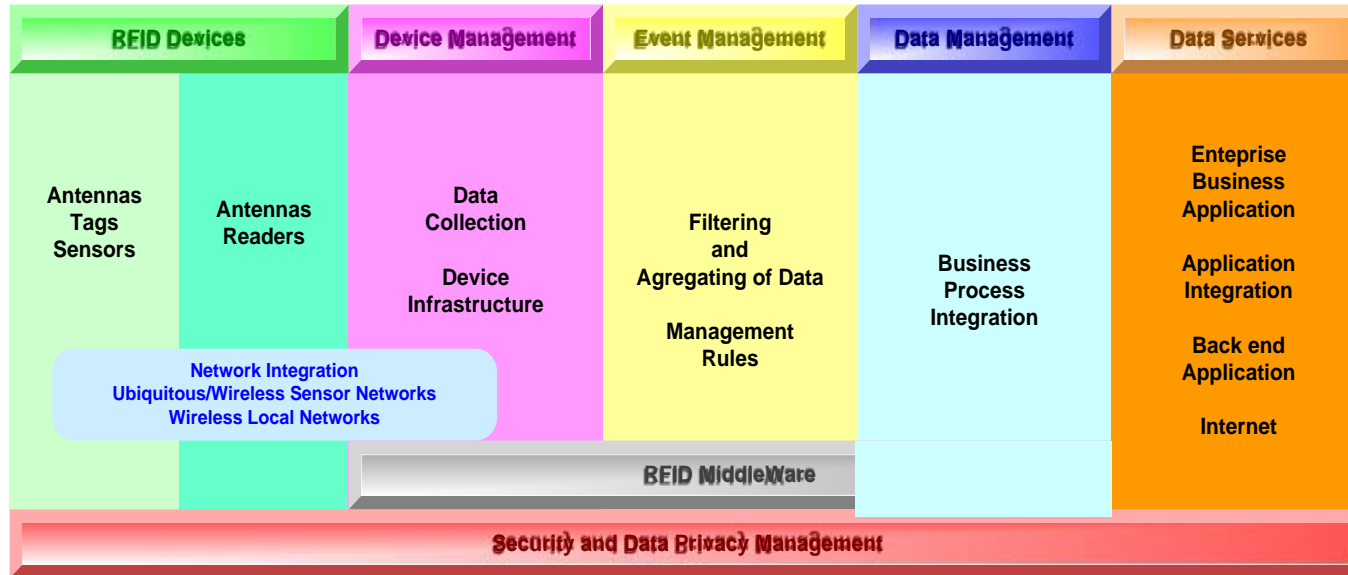 RFID Devices
Device Management
Event Management
Data Management
Data Services
Antennas
Tags
Sensors
Antennas
Readers
Data
Collection
Device
Infrastructure
Filtering
and
Agregating of Data
Management
Rules
Business
Process
Integration
Enteprise
Business
Application
Application
Integration
Back end
Application
Internet
Network Integration
Ubiquitous/Wireless Sensor Networks
Wireless Local Networks
RFID MiddleWare
Security and Data Privacy Management